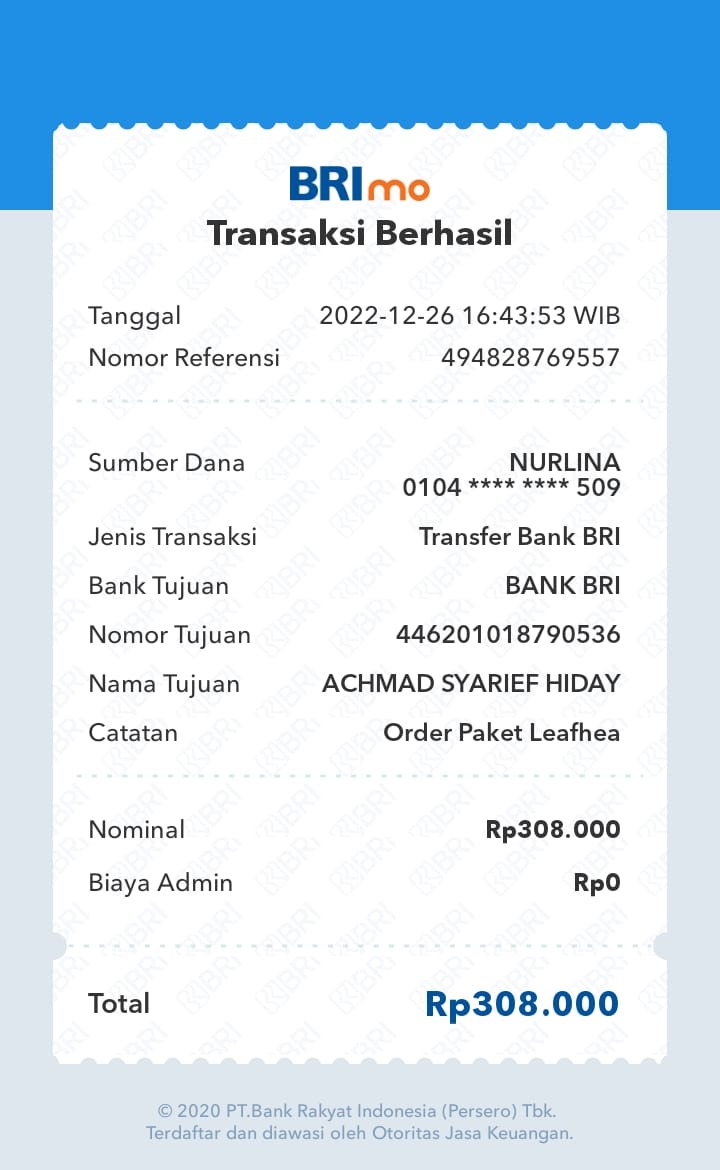 BRImo
Transaksi Berhasil
Tanggal 2022-12-26 16:43:53 WIB
Nomor Referensi 494828769557
Sumber Dana NURLINA
0104 **** **** 509
Jenis Transaksi Transfer Bank BRI
Bank Tujuan BANK BRI
Nomor Tujuan 446201018790536
Nama Tujuan ACHMAD SYARIEF HIDAY
Catatan Order Paket Leafhea
Nominal Rp308.000
Biaya Admin Rp0
Total Rp308.000
© 2020 PT.Bank Rakyat Indonesia (Persero) Tbk.
Terdaftar dan diawasi oleh Otoritas Jasa Keuangan.